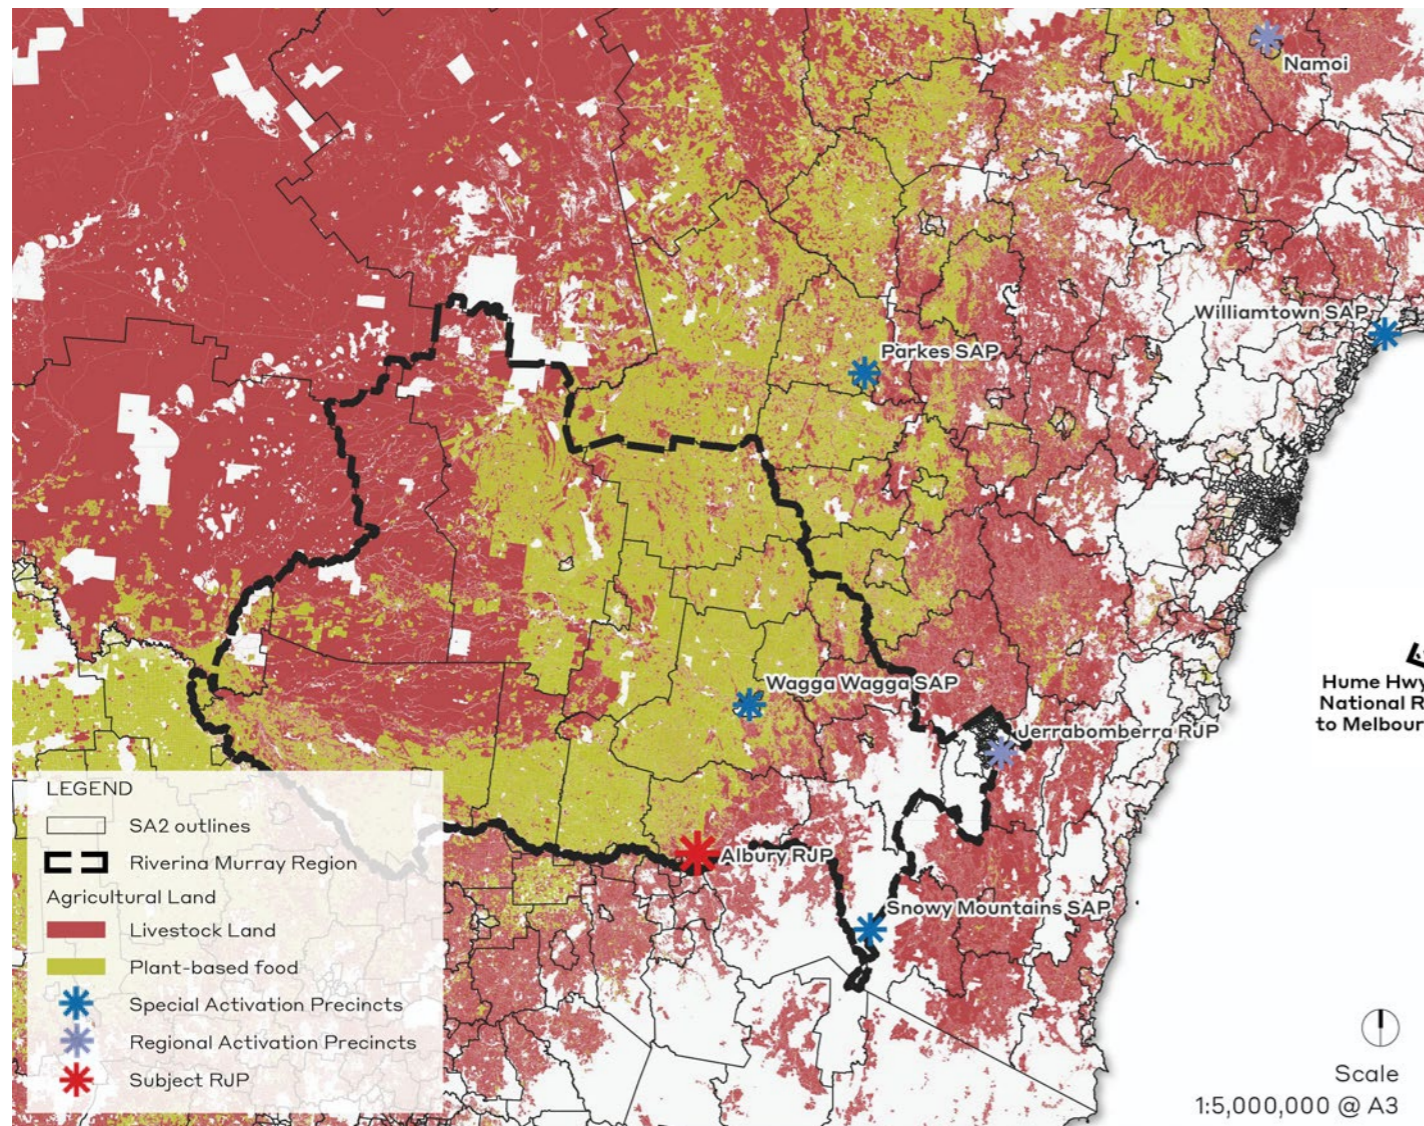 Namoi
Williamtown SAP
Parkes SAP
Wagga Wagga SAP
Hume Hwy
National R
to Melbour
Jerrabomberra RJP
Albury RJP
Snowy Mountains SAP
LEGEND
SA2 outlines
Riverina Murray Region
Agricultural Land
Livestock Land
Plant-based food
Special Activation Precincts
Regional Activation Precincts
Subject RJP
Scale
1:5,000,000 @ A3